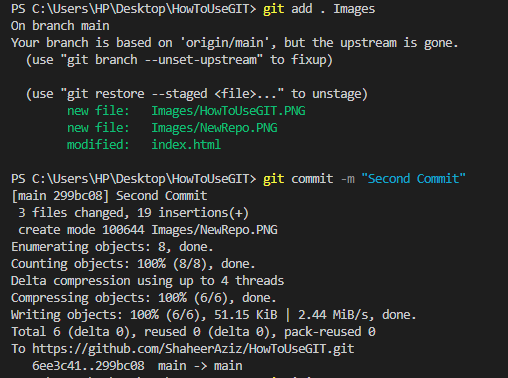 PS C:\Users\HP\Desktop\HowToUseGIT> git add . Images
On branch main
Your branch is based on 'origin/main', but the upstream is gone.
(use "git branch --unset-upstream" to fixup)
(use "git restore --staged <file>..." to unstage)
new file: Images/HowToUseGIT.PNG
new file: Images/NewRepo.PNG
modified: index.html
PS C:\Users\HP\Desktop\HowToUseGIT> git commit -m "Second Commit"
[main 299bc08] Second Commit
3 files changed, 19 insertions(+)
create mode 100644 Images/NewRepo.PNG
Enumerating objects: 8, done.
Counting objects: 100% (8/8), done.
Delta compression using up to 4 threads
Compressing objects: 100% (6/6), done.
Writing objects: 100% (6/6), 51.15 KiB | 2.44 MiB/s, done.
Total 6 (delta 0), reused 0 (delta 0), pack-reused 0
To https://github.com/ShaheerAziz/HowToUseGIT.git
6ee3c41..299bc08 main -> main